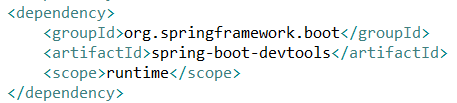 <dependency>
    <groupId>org.springframework.boot</groupId>
    <artifactId>spring-boot-devtools</artifactId>
    <scope>runtime</scope>
</dependency>